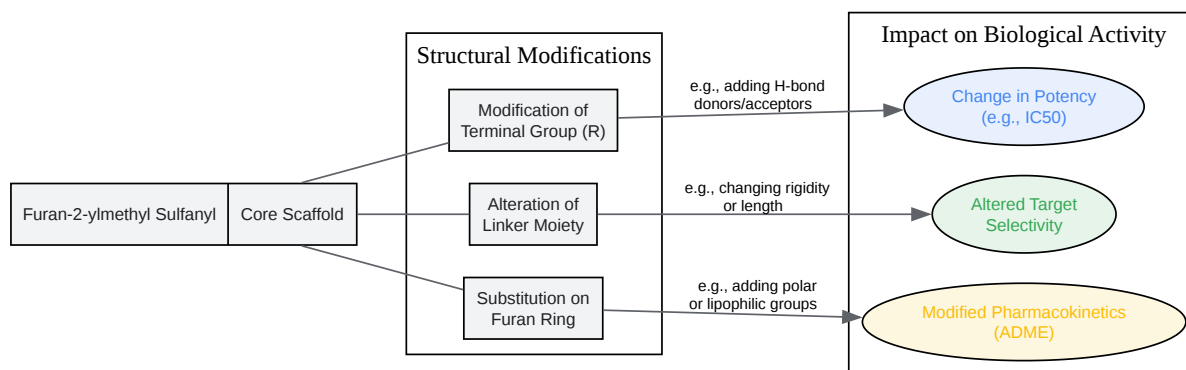 Impact on Biological Activity
Structural Modifications
Modification of
Terminal Group (R)
e.g., adding H-bond
donors/acceptors
Change in Potency
(e.g., IC50)
Furan-2-ylmethyl Sulfanyl
Core Scaffold
Alteration of
Linker Moiety
e.g., changing rigidity
or length
Altered Target
Selectivity
Substitution on
Furan Ring
e.g., adding polar
or lipophilic groups
Modified Pharmacokinetics
(ADME)